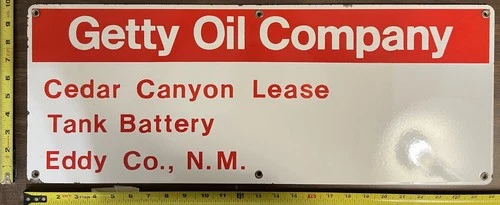 Getty Oil Company
Cedar Canyon Lease
Tank Battery
Eddy Co., N.M.